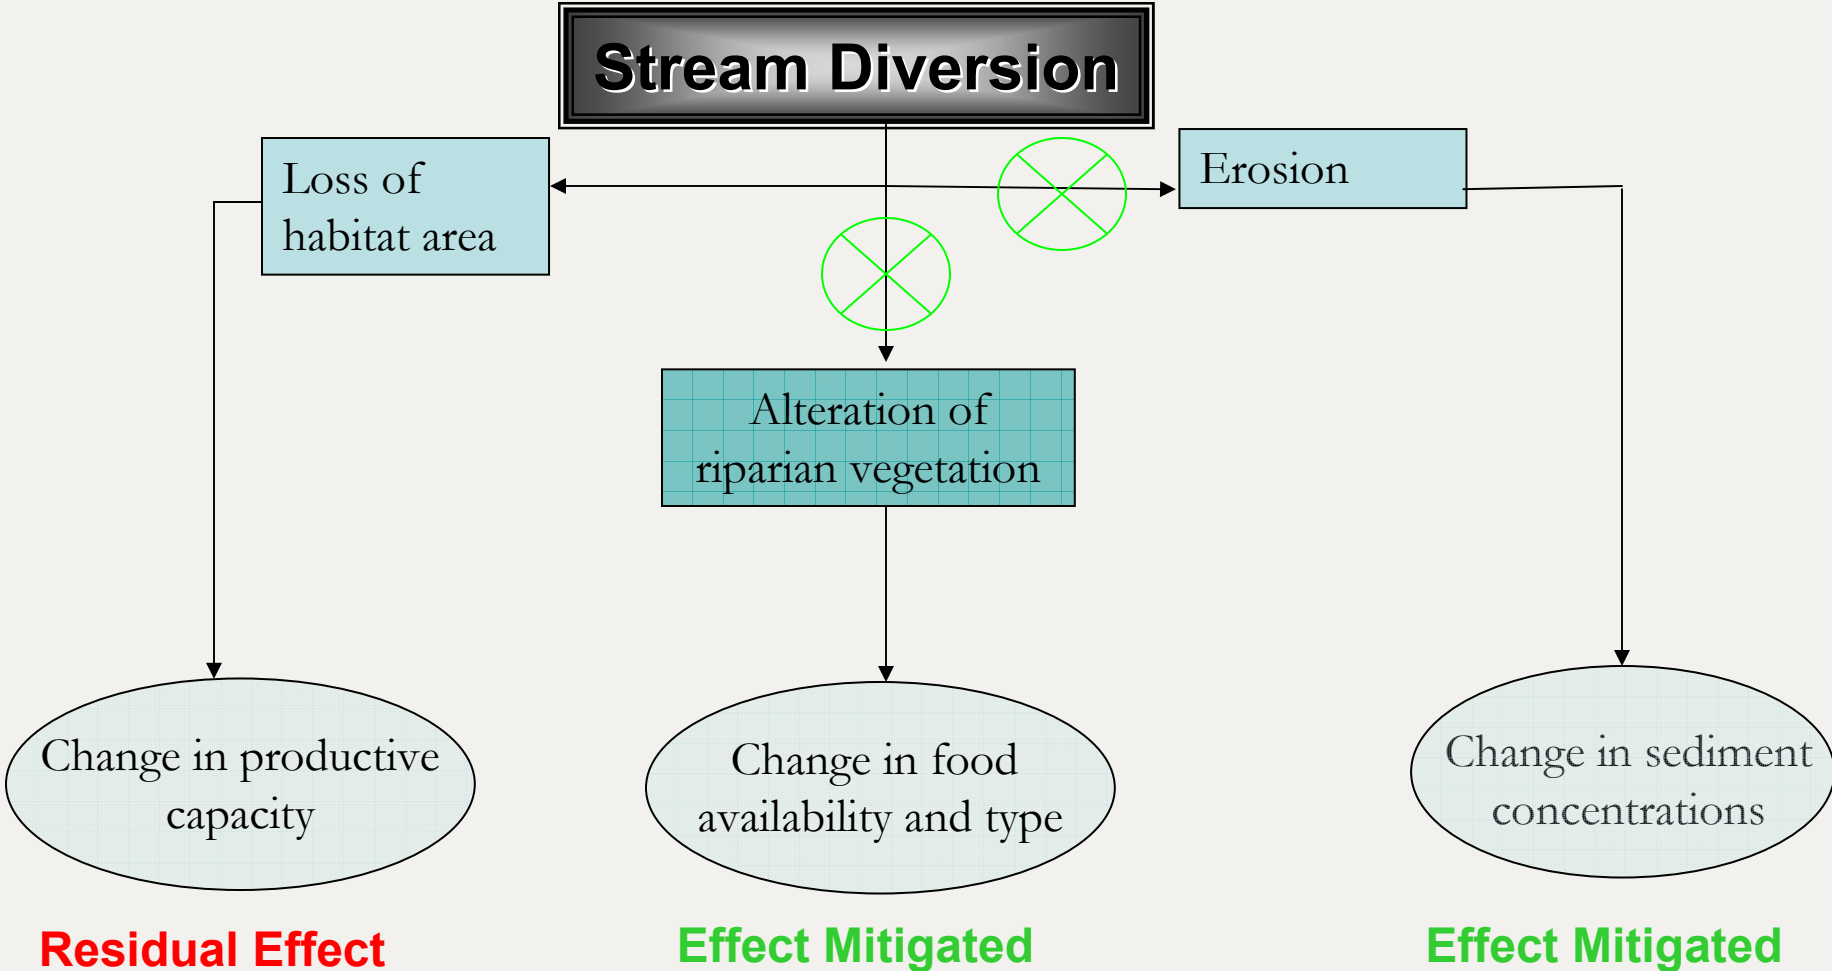 Stream Diversion
Loss of
habitat area
Erosion
Alteration of
riparian vegetation
Change in productive
capacity
Change in food
availability and type
Change in sediment
concentrations
Residual Effect
Effect Mitigated
Effect Mitigated